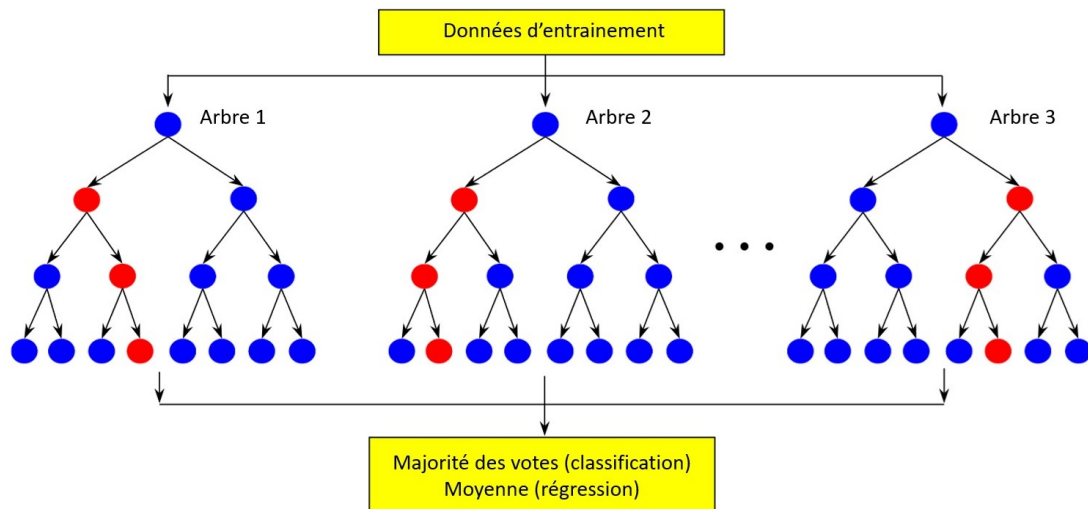 Données d'entrainement
Arbre 1
Arbre 2
Arbre 3
Majorité des votes (classification)
Moyenne (régression)